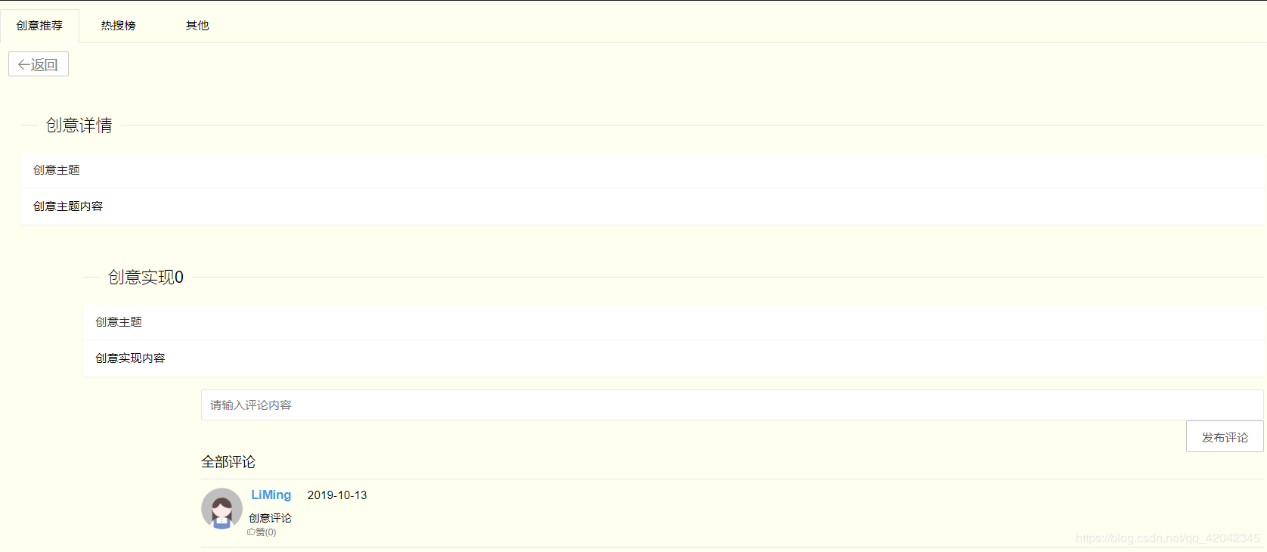 创意推荐 热搜榜 其他
←返回
创意详情
创意主题
创意主题内容
创意实现0
创意主题
创意实现内容
请输入评论内容
发布评论
全部评论
LiMing 2019-10-13
创意评论
赞(0)
https://blog.csdn.net/qq_42042345